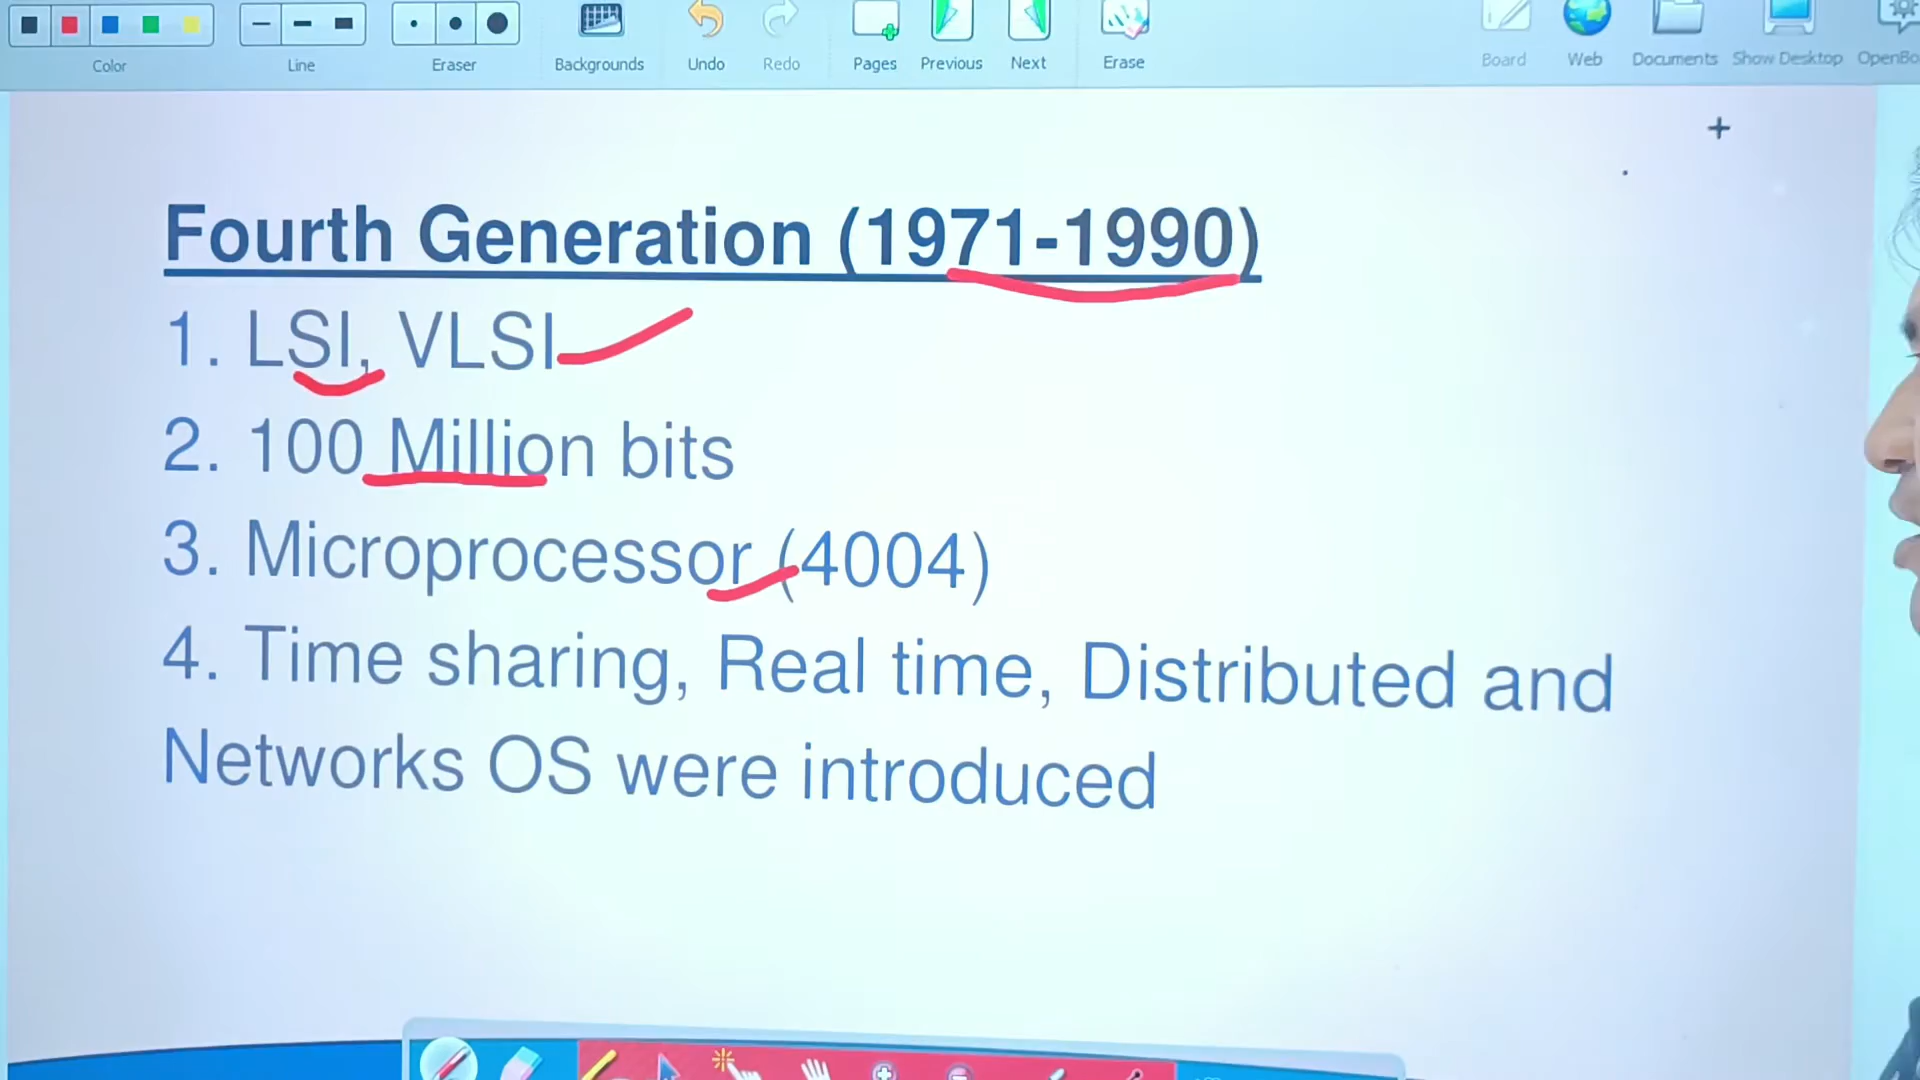 Color Line Eraser Backgrounds Undo Redo Pages Previous Next Erase Board Web Documents Show Desktop
Fourth Generation (1971-1990)
1. LSI, VLSI
2. 100 Million bits
3. Microprocessor (4004)
4. Time sharing, Real time, Distributed and
Networks OS were introduced